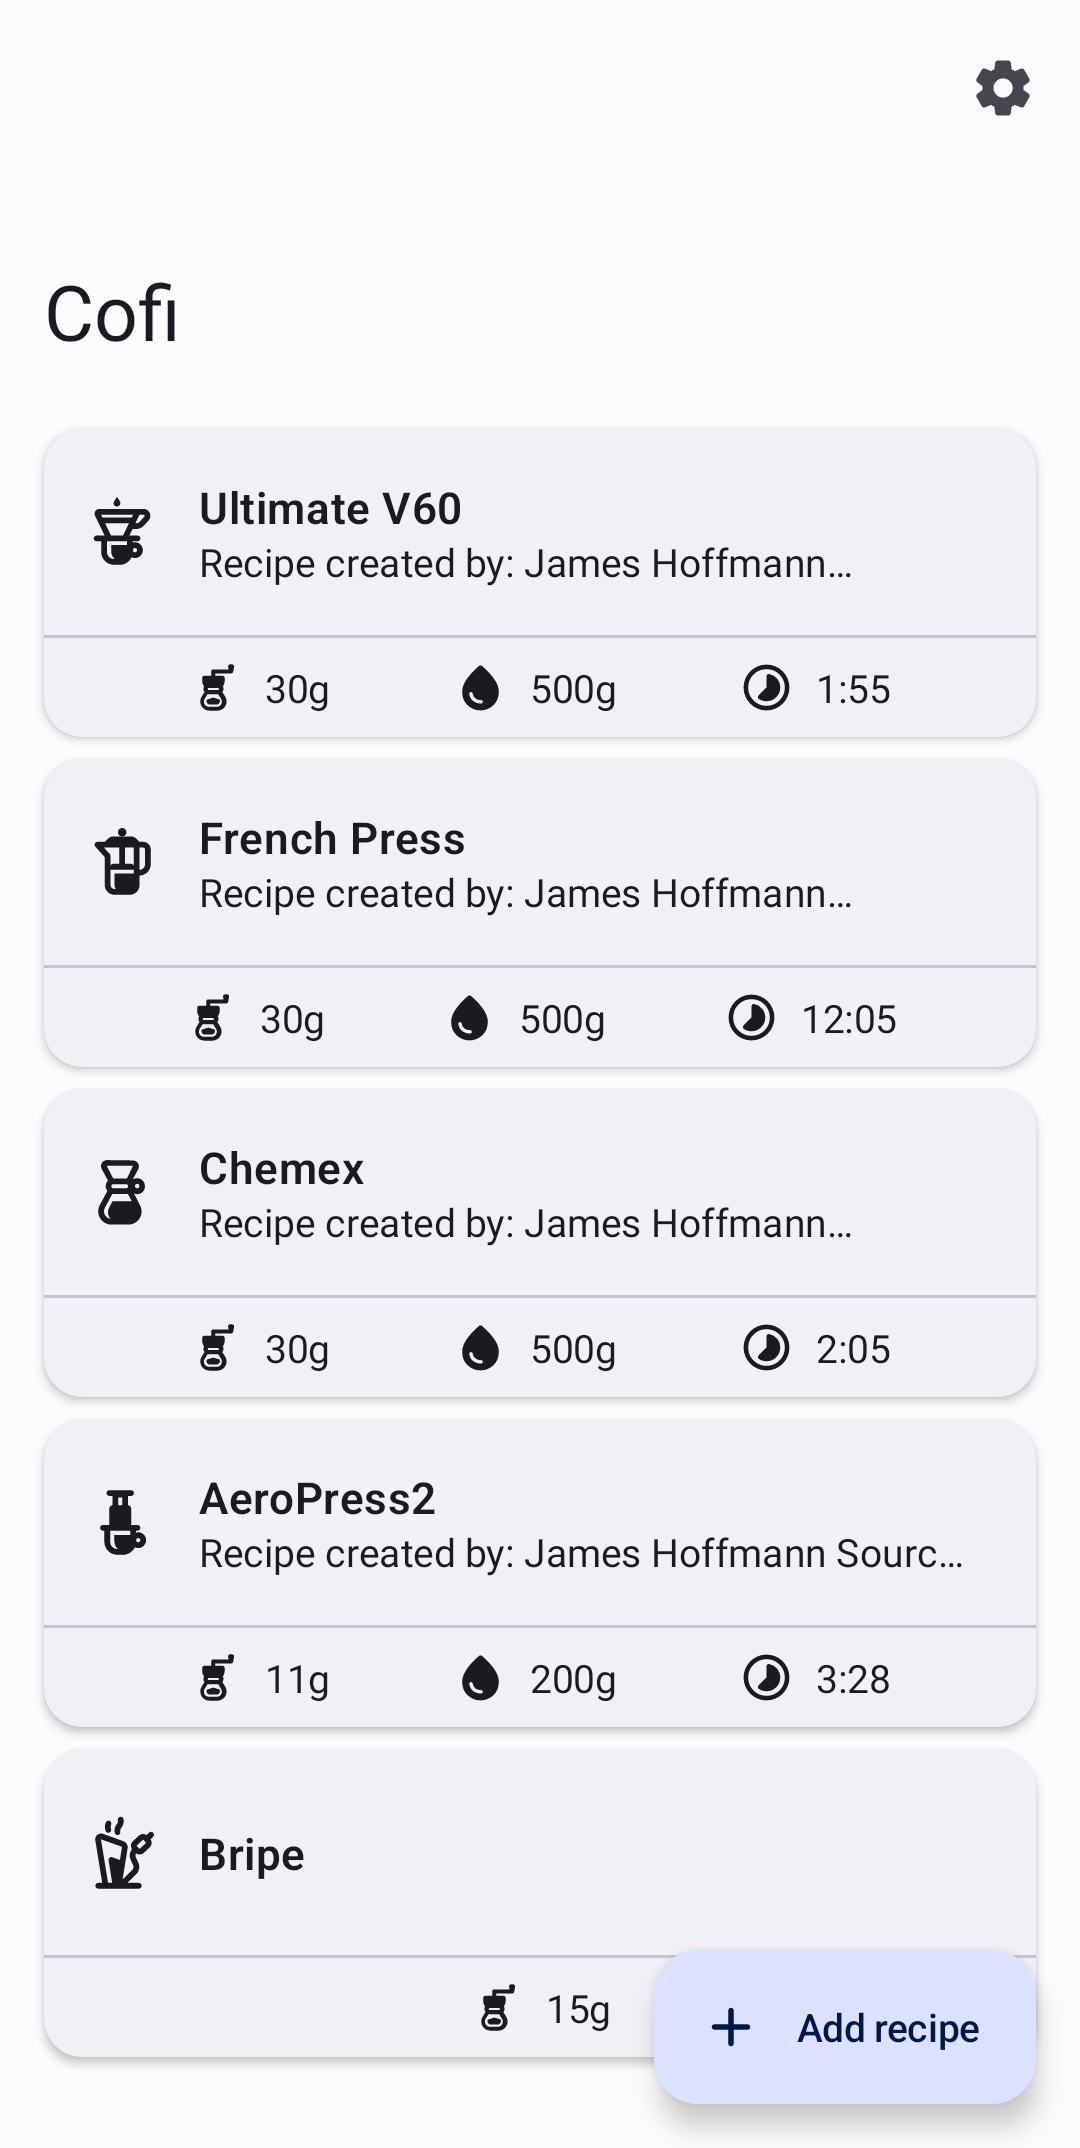 Cofi
Ultimate V60
Recipe created by: James Hoffmann...
30g 500g 1:55
French Press
Recipe created by: James Hoffmann...
30g 500g 12:05
Chemex
Recipe created by: James Hoffmann...
30g 500g 2:05
AeroPress2
Recipe created by: James Hoffmann Sourc...
11g 200g 3:28
Bripe
15g
Add recipe